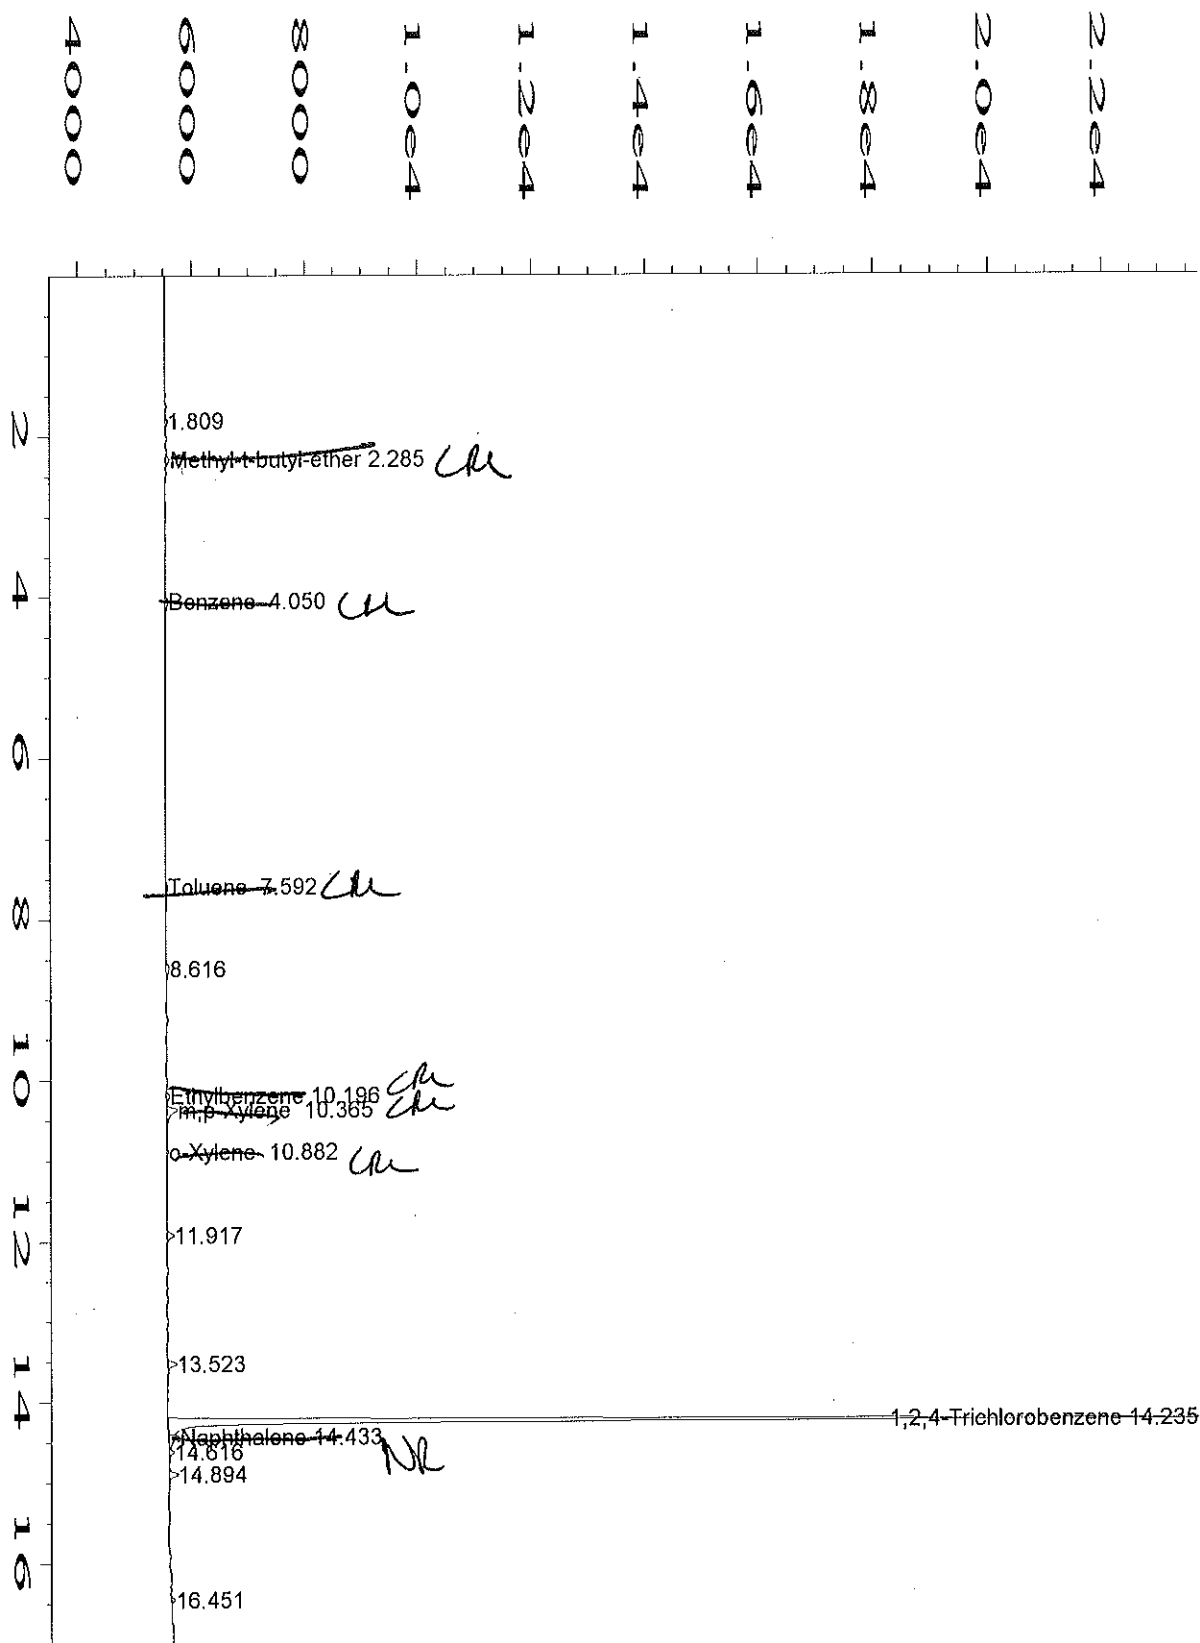 4000
6000
8000
1.0e4
1.2e4
1.4e4
1.6e4
1.8e4
2.0e4
2.2e4
1.809
2
Methyl-t-butyl-ether 2.285
4
Benzene 4.050
6
Toluene 7.592
8
8.616
10
Ethylbenzene 10.196
m,p-Xylene 10.365
o-Xylene 10.882
12
11.917
13.523
14
1,2,4-Trichlorobenzene 14.235
Naphthalene 14.433
NR
14.616
14.894
16
16.451